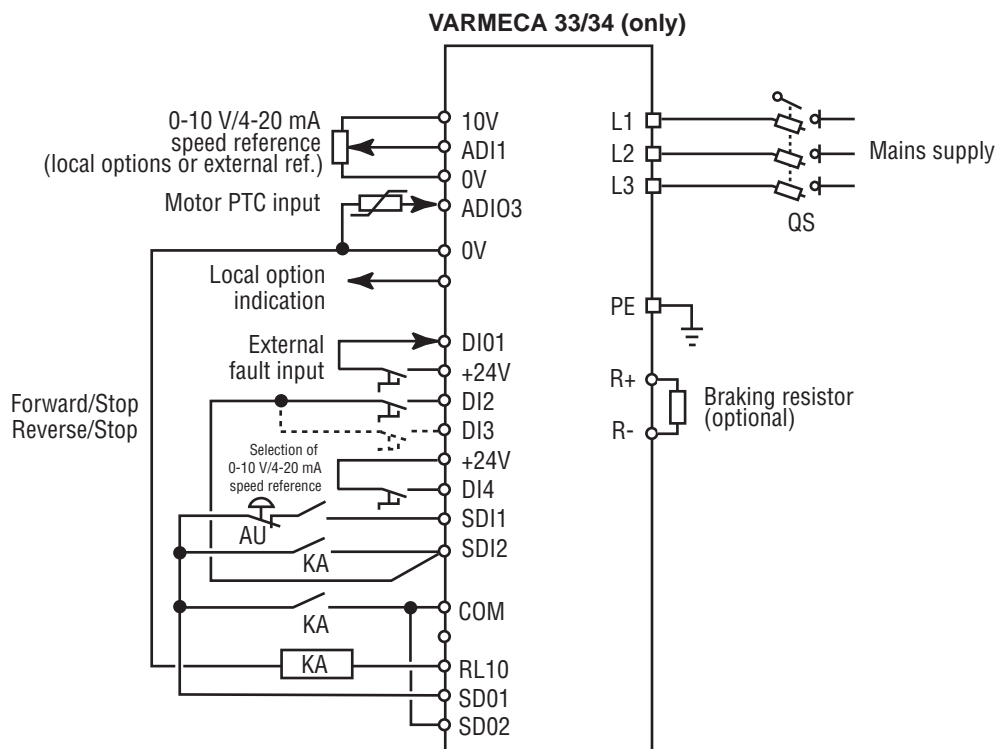 VARMECA 33/34 (only)
0-10 V/4-20 mA
speed reference
(local options or external ref.)
Motor PTC input
Local option
indication
External
fault input
Forward/Stop
Reverse/Stop
Selection of
0-10 V/4-20 mA
speed reference
AU
KA
KA
KA
10V
ADI1
0V
ADIO3
0V
DI01
+24V
DI2
DI3
+24V
DI4
SDI1
SDI2
COM
RL10
SD01
SD02
L1
L2
L3
QS
Mains supply
PE
R+
R-
Braking resistor
(optional)